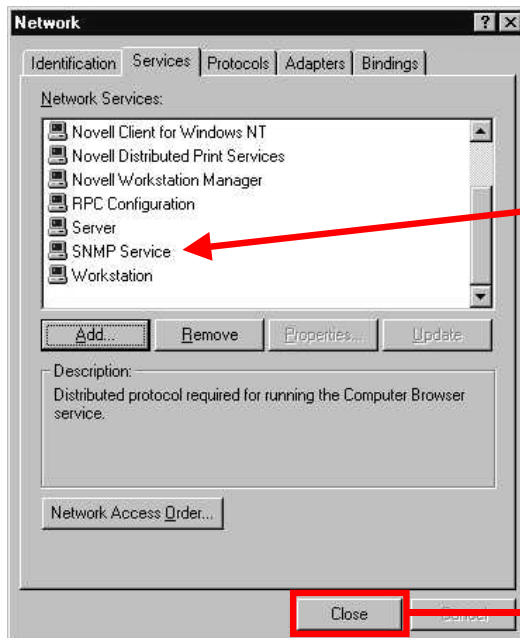 Network
Identification Services Protocols Adapters Bindings
Network Services:
Novell Client for Windows NT
Novell Distributed Print Services
Novell Workstation Manager
RPC Configuration
Server
SNMP Service
Workstation
Add... Remove Properties... Update
Description:
Distributed protocol required for running the Computer Browser
service.
Network Access Order...
Close Cancel